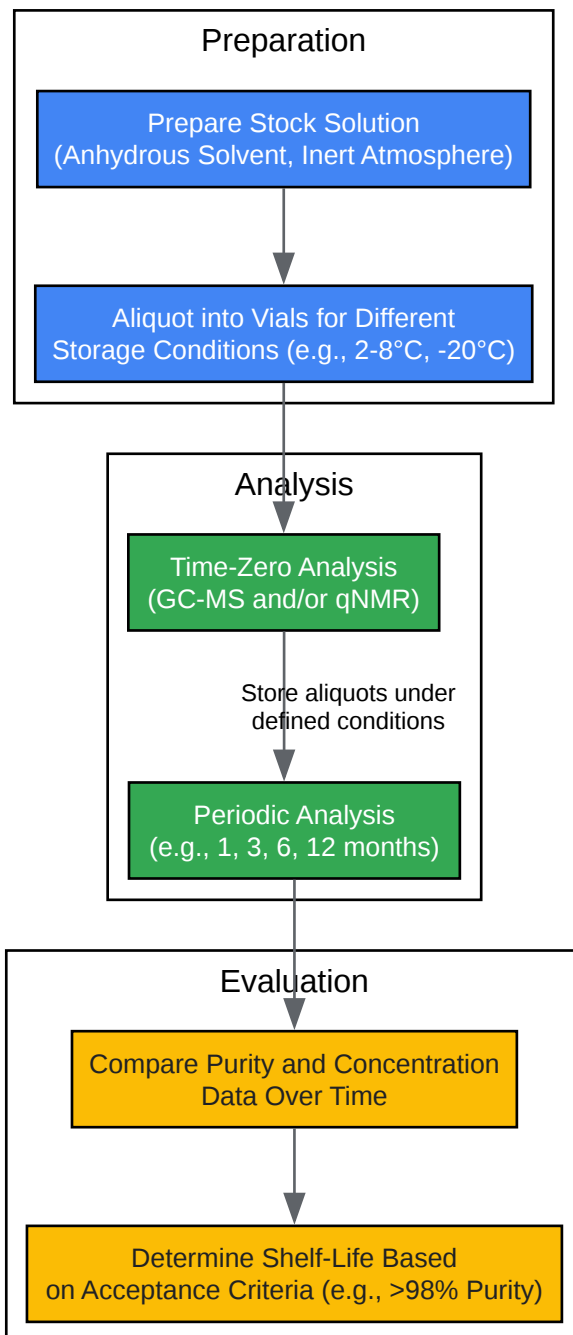 Preparation
Prepare Stock Solution
(Anhydrous Solvent, Inert Atmosphere)
Aliquot into Vials for Different
Storage Conditions (e.g., 2-8°C, -20°C)
Analysis
Time-Zero Analysis
(GC-MS and/or qNMR)
Store aliquots under
defined conditions
Periodic Analysis
(e.g., 1, 3, 6, 12 months)
Evaluation
Compare Purity and Concentration
Data Over Time
Determine Shelf-Life Based
on Acceptance Criteria (e.g., >98% Purity)